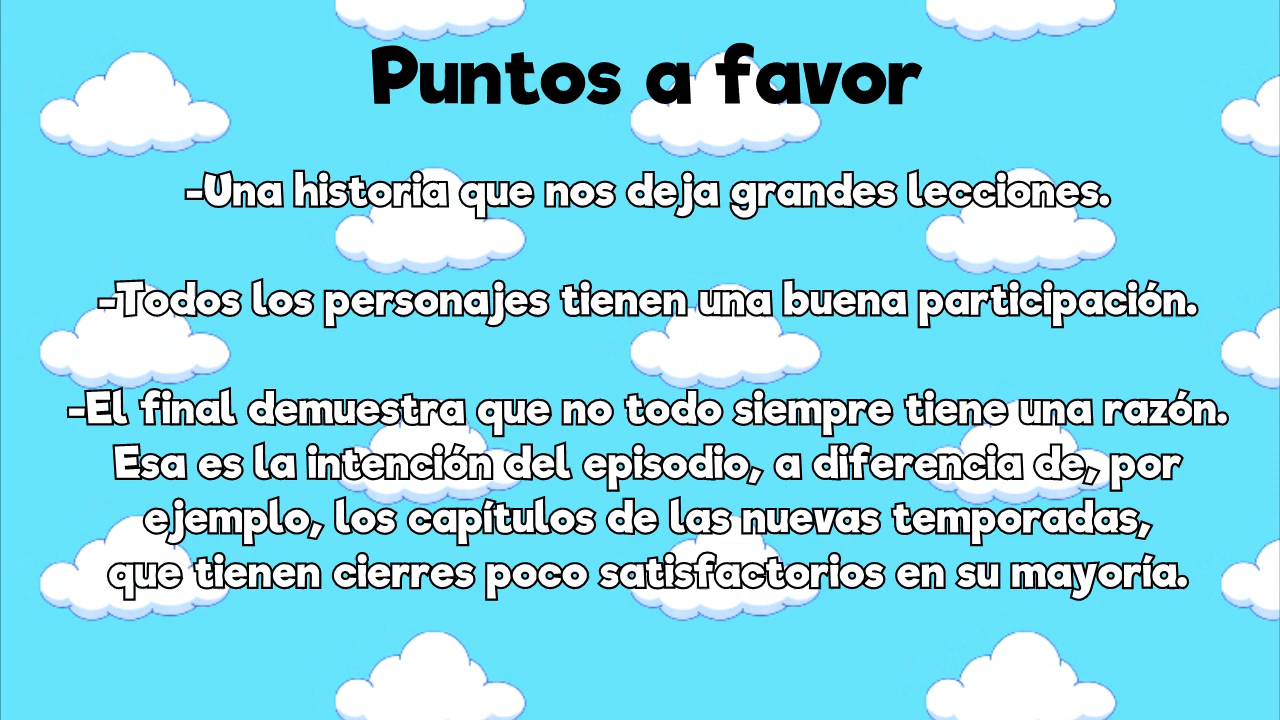 Puntos a favor
-Una historia que nos deja grandes lecciones.
-Todos los personajes tienen una buena participación.
-El final demuestra que no todo siempre tiene una razón.
Esa es la intención del episodio, a diferencia de, por
ejemplo, los capítulos de las nuevas temporadas,
que tienen cierres poco satisfactorios en su mayoría.